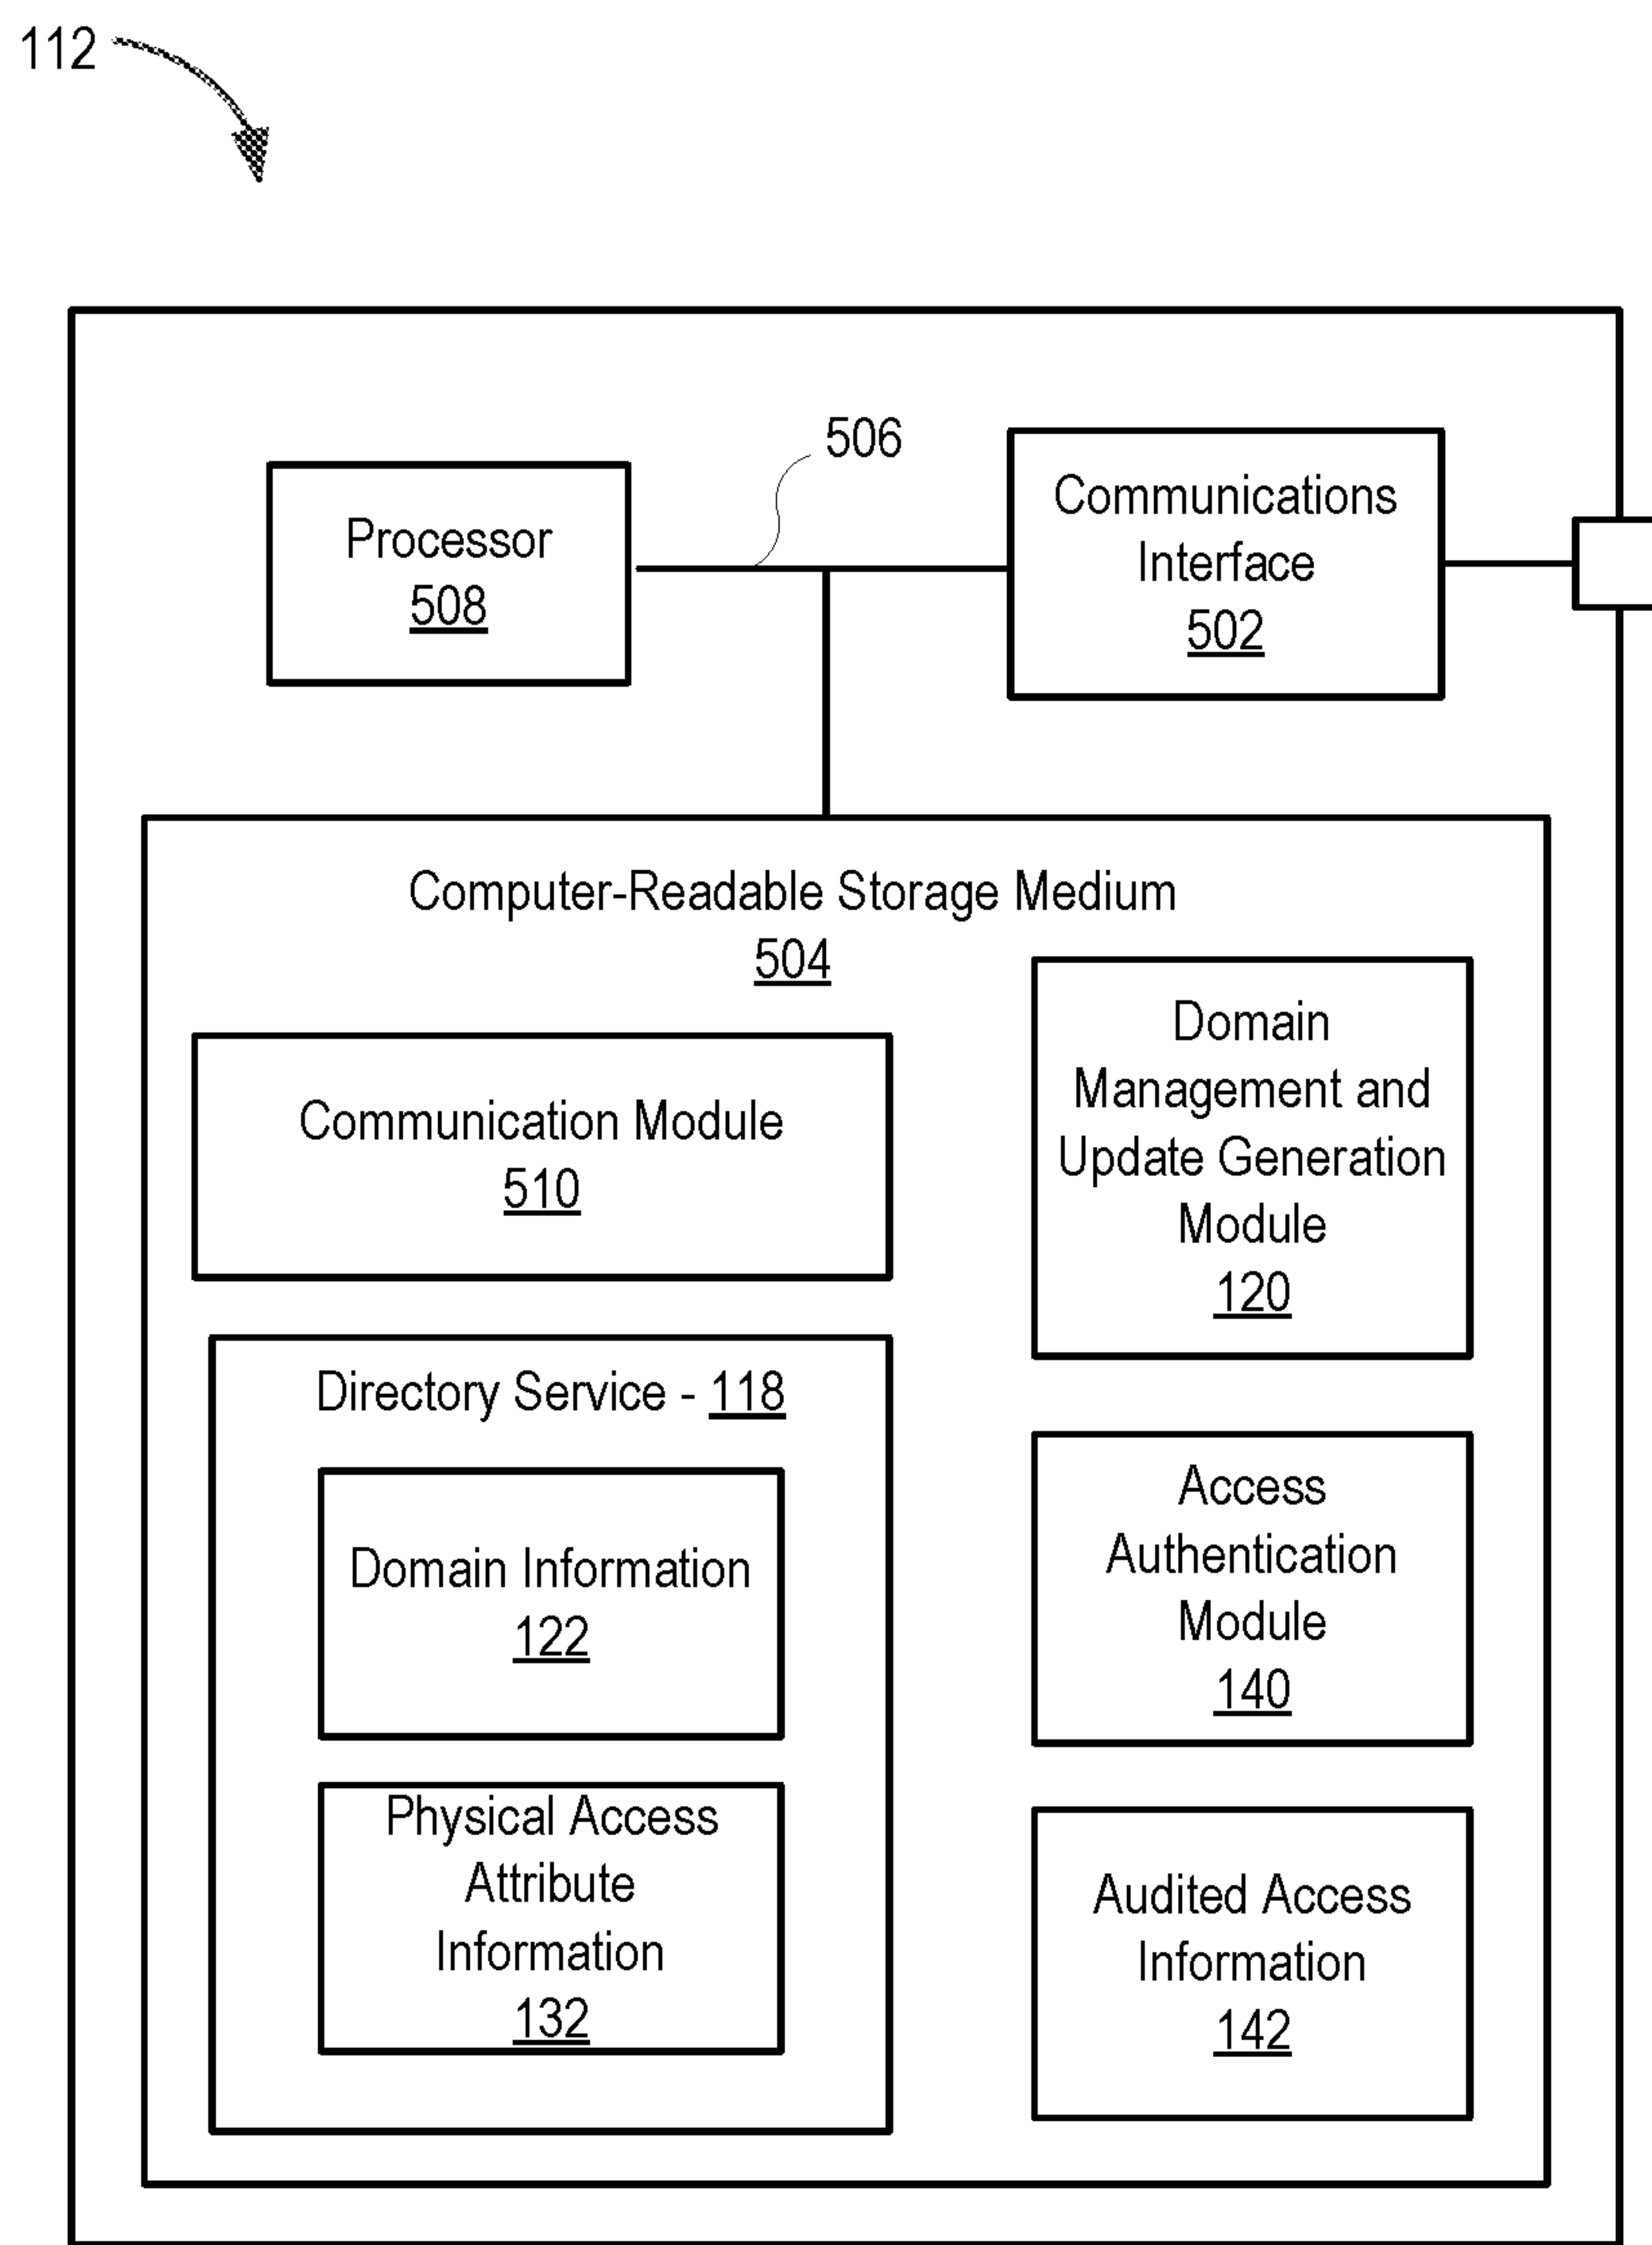 112
506
Processor
508
Communications
Interface
502
Computer-Readable Storage Medium
504
Communication Module
510
Domain
Management and
Update Generation
Module
120
Directory Service - 118
Domain Information
122
Physical Access
Attribute
Information
132
Access
Authentication
Module
140
Audited Access
Information
142